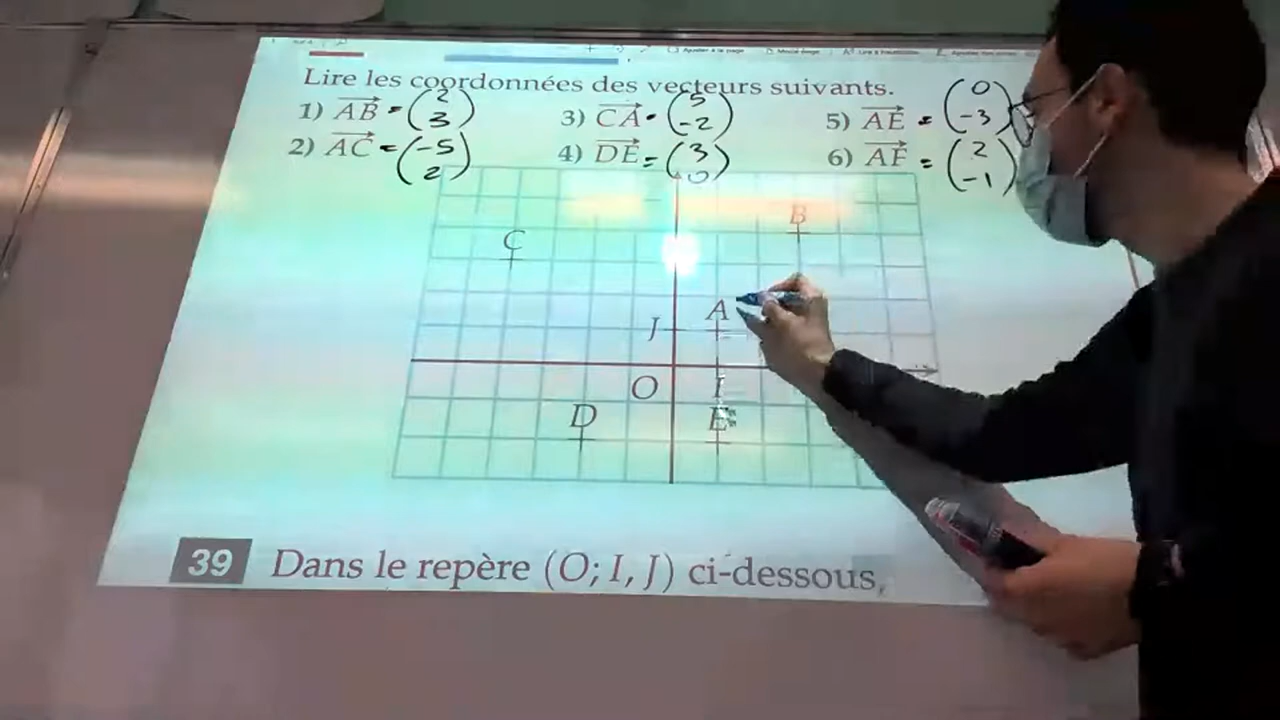 Lire les coordonnées des vecteurs suivants.
1) AB = (2 3) 3) CA = (5 -2) 5) AE = (0 -3)
2) AC = (-5 2) 4) DE = (3 0) 6) AF = (2 -1)
B
C
A
J
O I
D E
39 Dans le repère (O; I, J) ci-dessous,